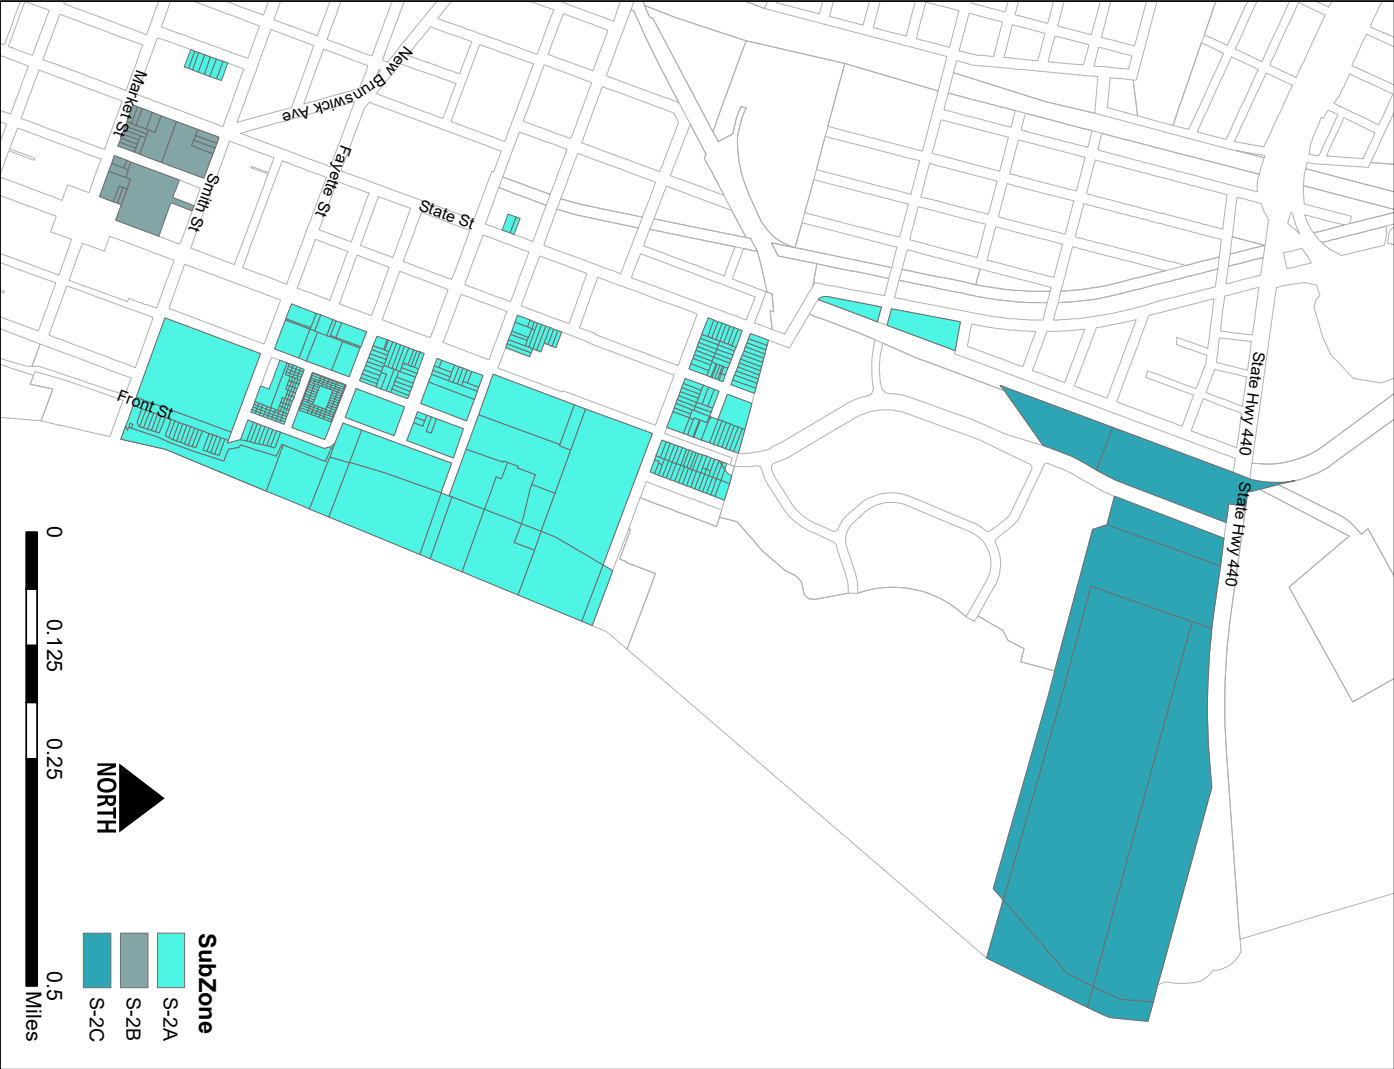 New Brunswick Ave
Market St
Smith St
Fayette St
State St
Front St
State Hwy 440
State Hwy 440
0
0.125
0.25
0.5
Miles
NORTH
SubZone
S-2A
S-2B
S-2C